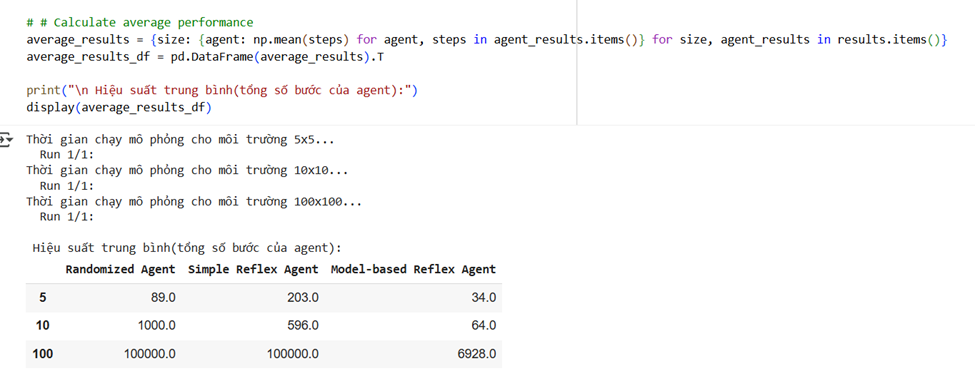 # # Calculate average performance
average_results = {size: {agent: np.mean(steps) for agent, steps in agent_results.items()} for size, agent_results in results.items()}
average_results_df = pd.DataFrame(average_results).T
print("\n Hiệu suất trung bình(tổng số bước của agent):")
display(average_results_df)
Thời gian chạy mô phỏng cho môi trường 5x5...
Run 1/1:
Thời gian chạy mô phỏng cho môi trường 10x10...
Run 1/1:
Thời gian chạy mô phỏng cho môi trường 100x100...
Run 1/1:
Hiệu suất trung bình(tổng số bước của agent):
Randomized Agent Simple Reflex Agent Model-based Reflex Agent
5 89.0 203.0 34.0
10 1000.0 596.0 64.0
100 100000.0 100000.0 6928.0